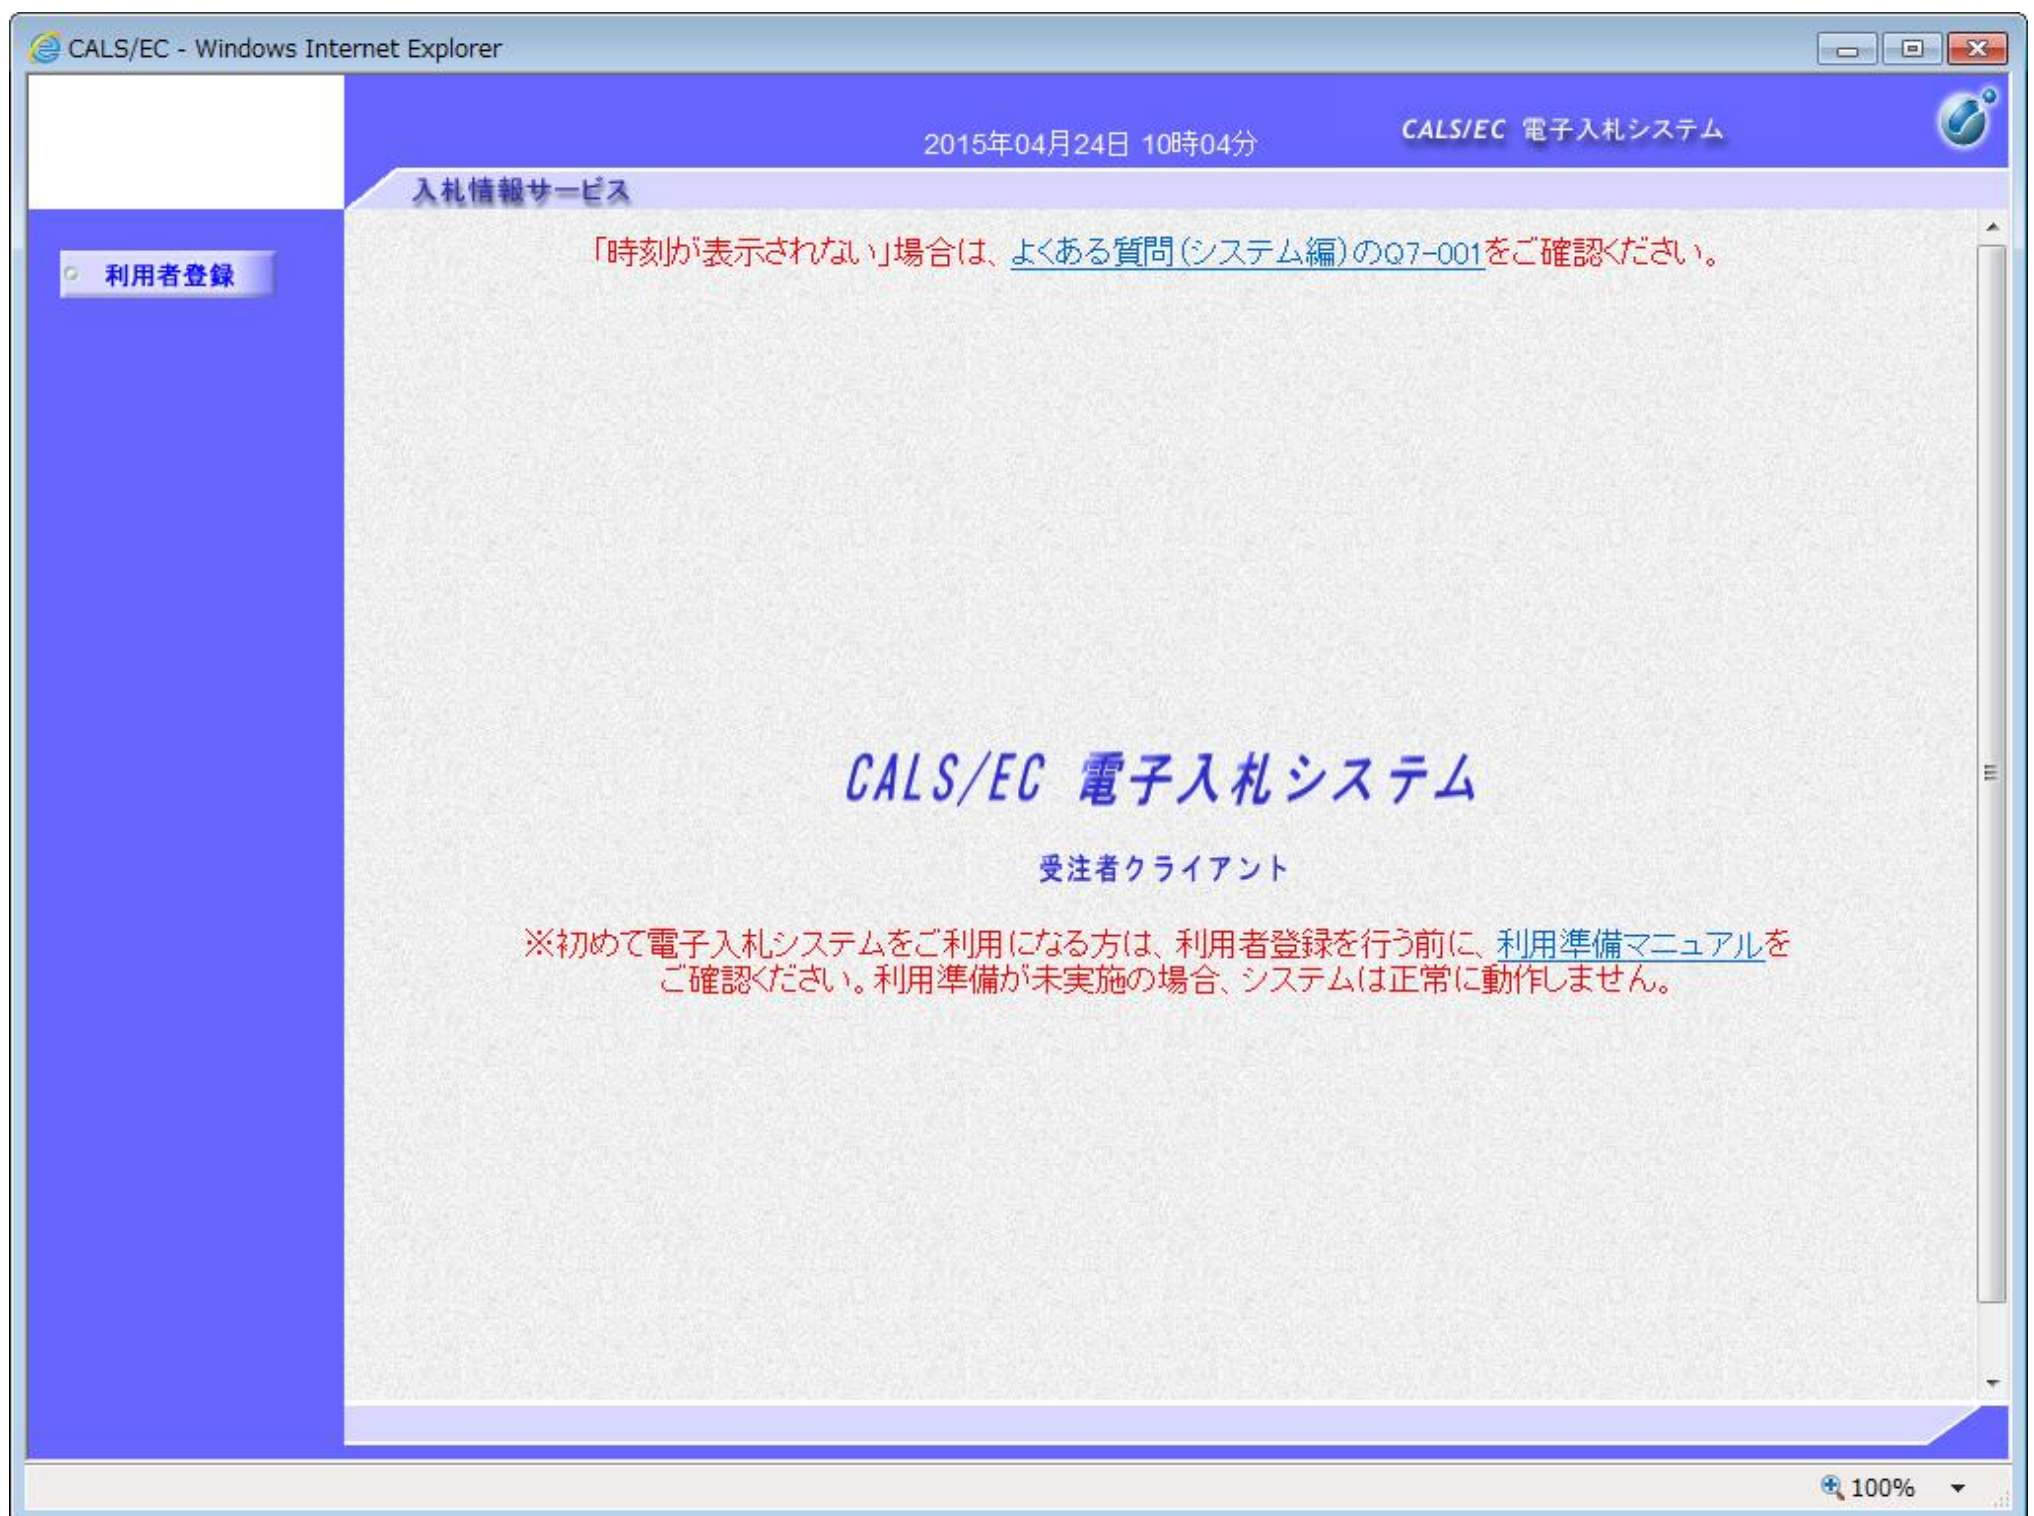 CALS/EC - Windows Internet Explorer
2015年04月24日 10時04分
CALS/EC 電子入札システム
入札情報サービス
利用者登録
「時刻が表示されない」場合は、よくある質問(システム編)のQ7-001をご確認ください。
CALS/EC 電子入札システム
受注者クライアント
※初めて電子入札システムをご利用になる方は、利用者登録を行う前に、利用準備マニュアルを
ご確認ください。利用準備が未実施の場合、システムは正常に動作しません。
100%